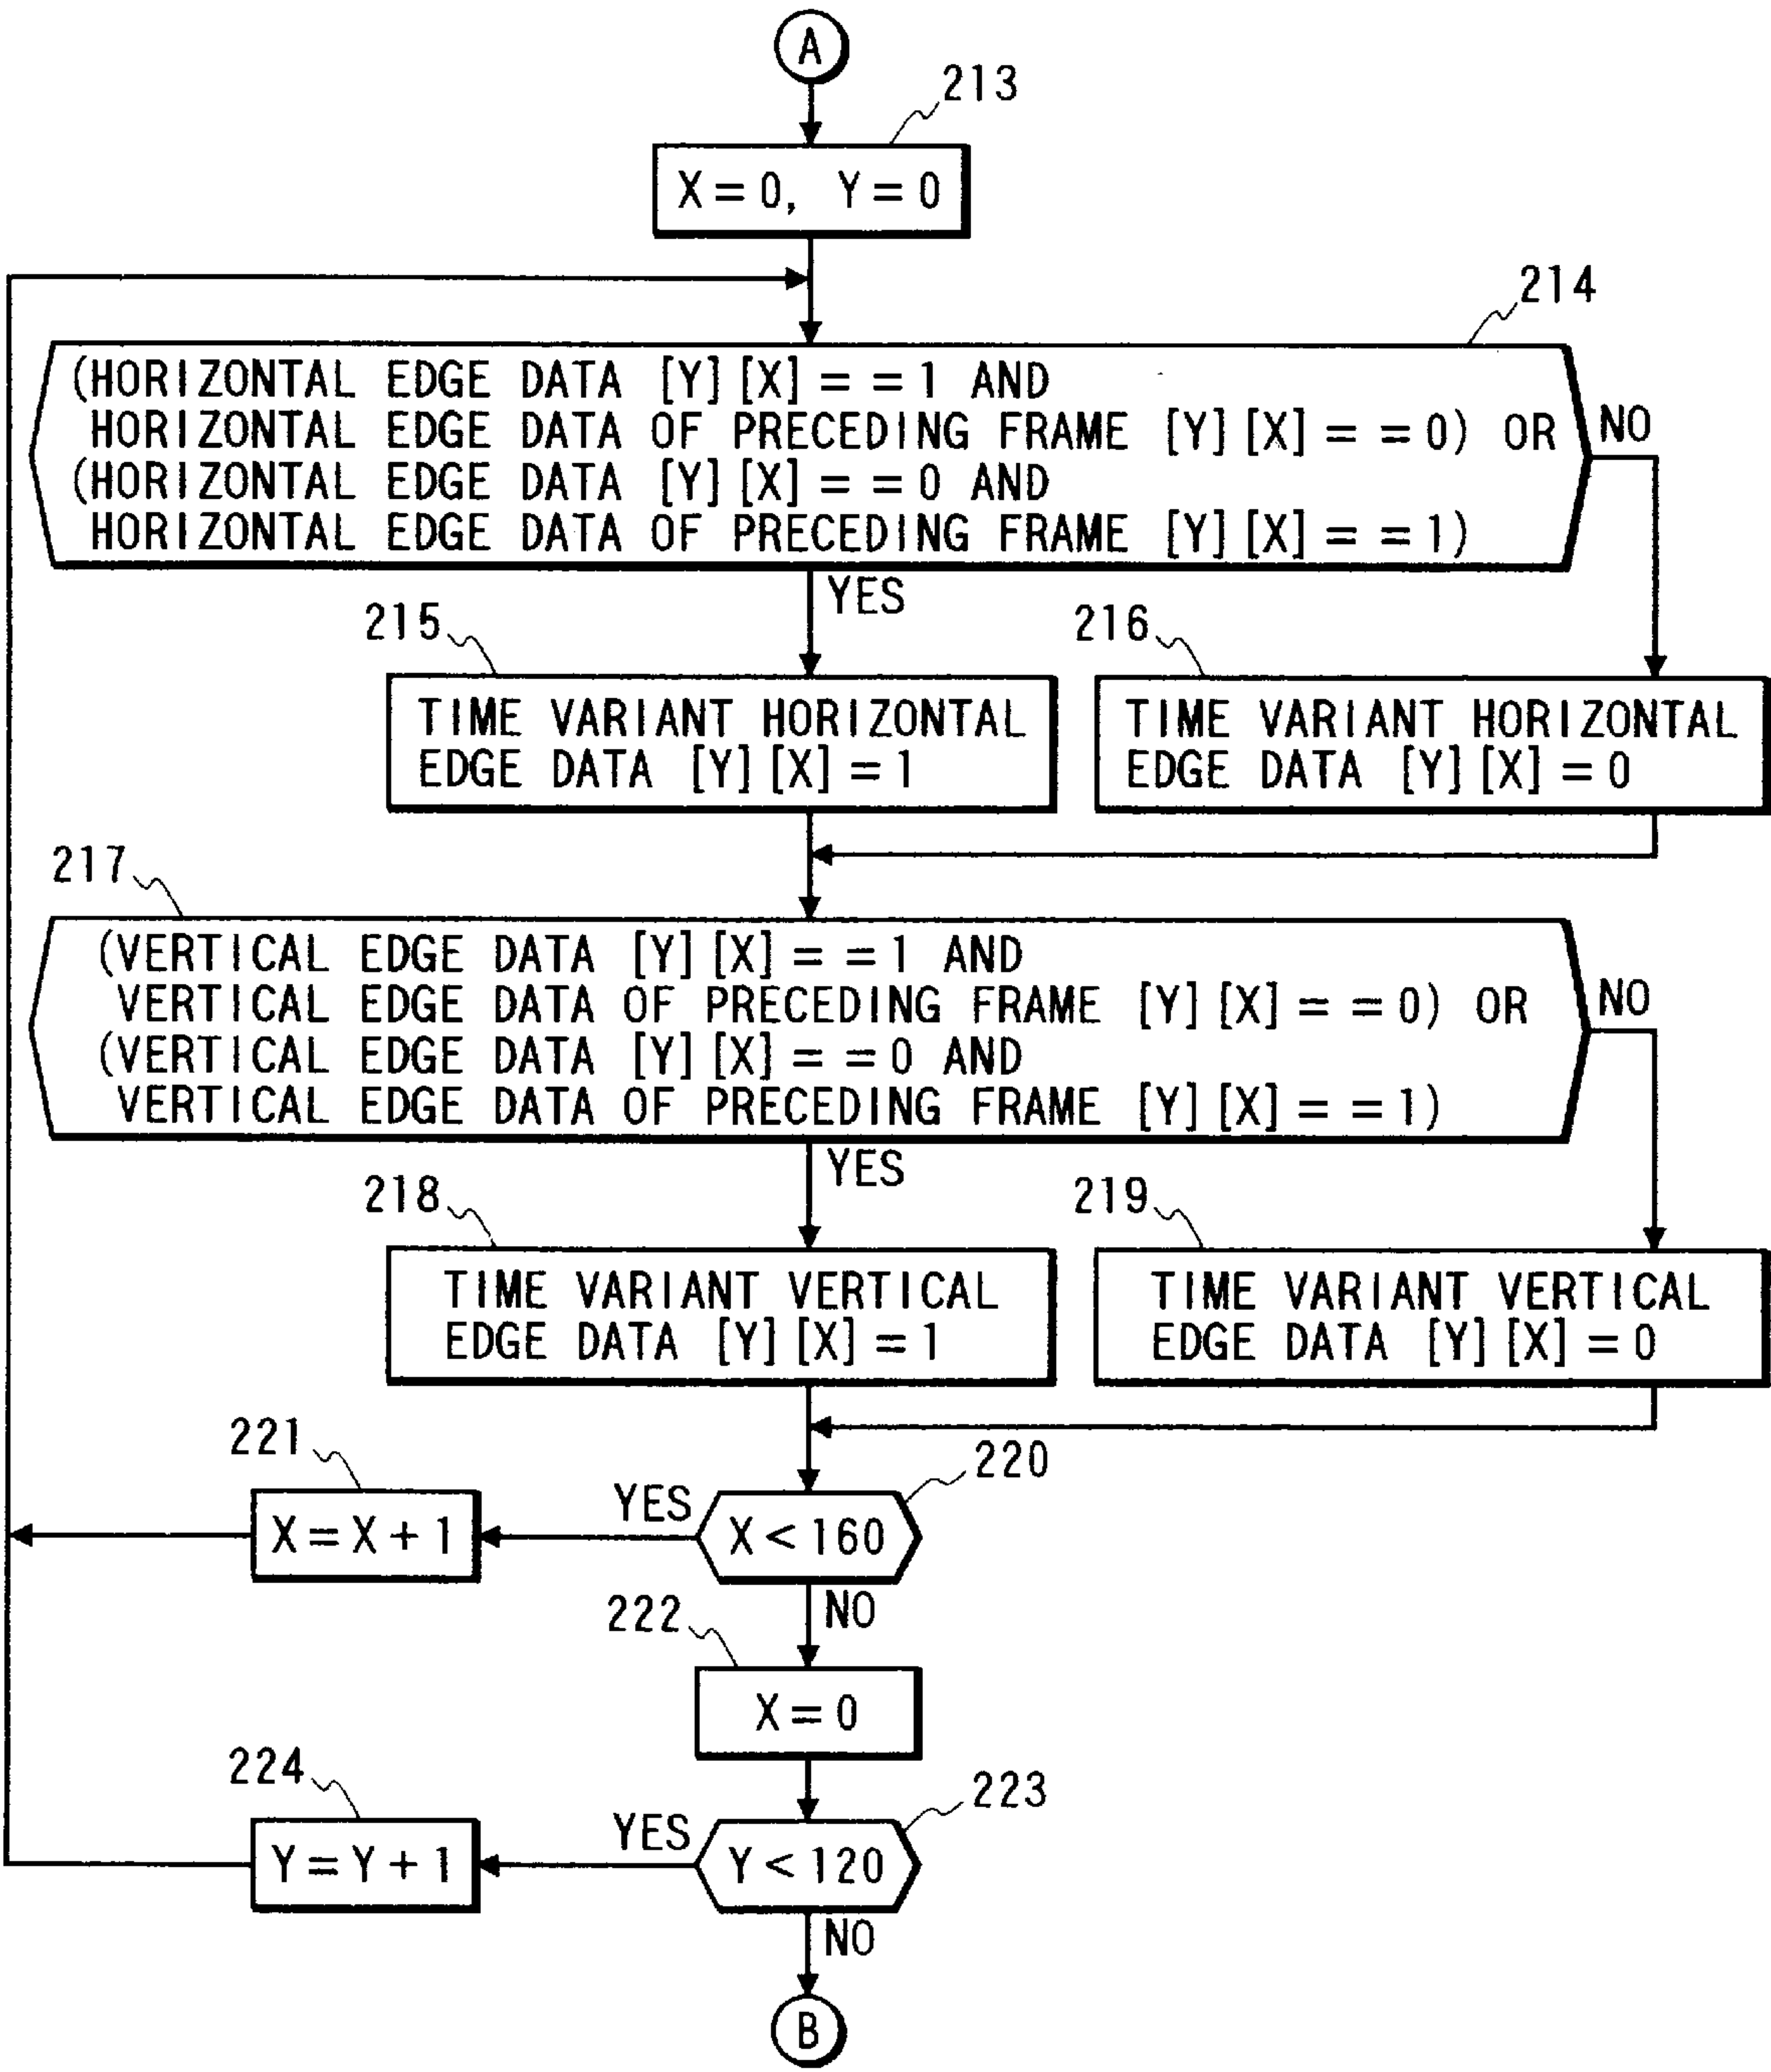 A
213
X=0, Y=0
214
(HORIZONTAL EDGE DATA [Y][X]==1 AND
HORIZONTAL EDGE DATA OF PRECEDING FRAME [Y][X]==0) OR
(HORIZONTAL EDGE DATA [Y][X]==0 AND
HORIZONTAL EDGE DATA OF PRECEDING FRAME [Y][X]==1)
NO
YES
215
TIME VARIANT HORIZONTAL
EDGE DATA [Y][X]=1
216
TIME VARIANT HORIZONTAL
EDGE DATA [Y][X]=0
217
(VERTICAL EDGE DATA [Y][X]==1 AND
VERTICAL EDGE DATA OF PRECEDING FRAME [Y][X]==0) OR
(VERTICAL EDGE DATA [Y][X]==0 AND
VERTICAL EDGE DATA OF PRECEDING FRAME [Y][X]==1)
NO
YES
218
TIME VARIANT VERTICAL
EDGE DATA [Y][X]=1
219
TIME VARIANT VERTICAL
EDGE DATA [Y][X]=0
220
X<160
YES
221
X=X+1
NO
222
X=0
223
Y<120
YES
224
Y=Y+1
NO
B